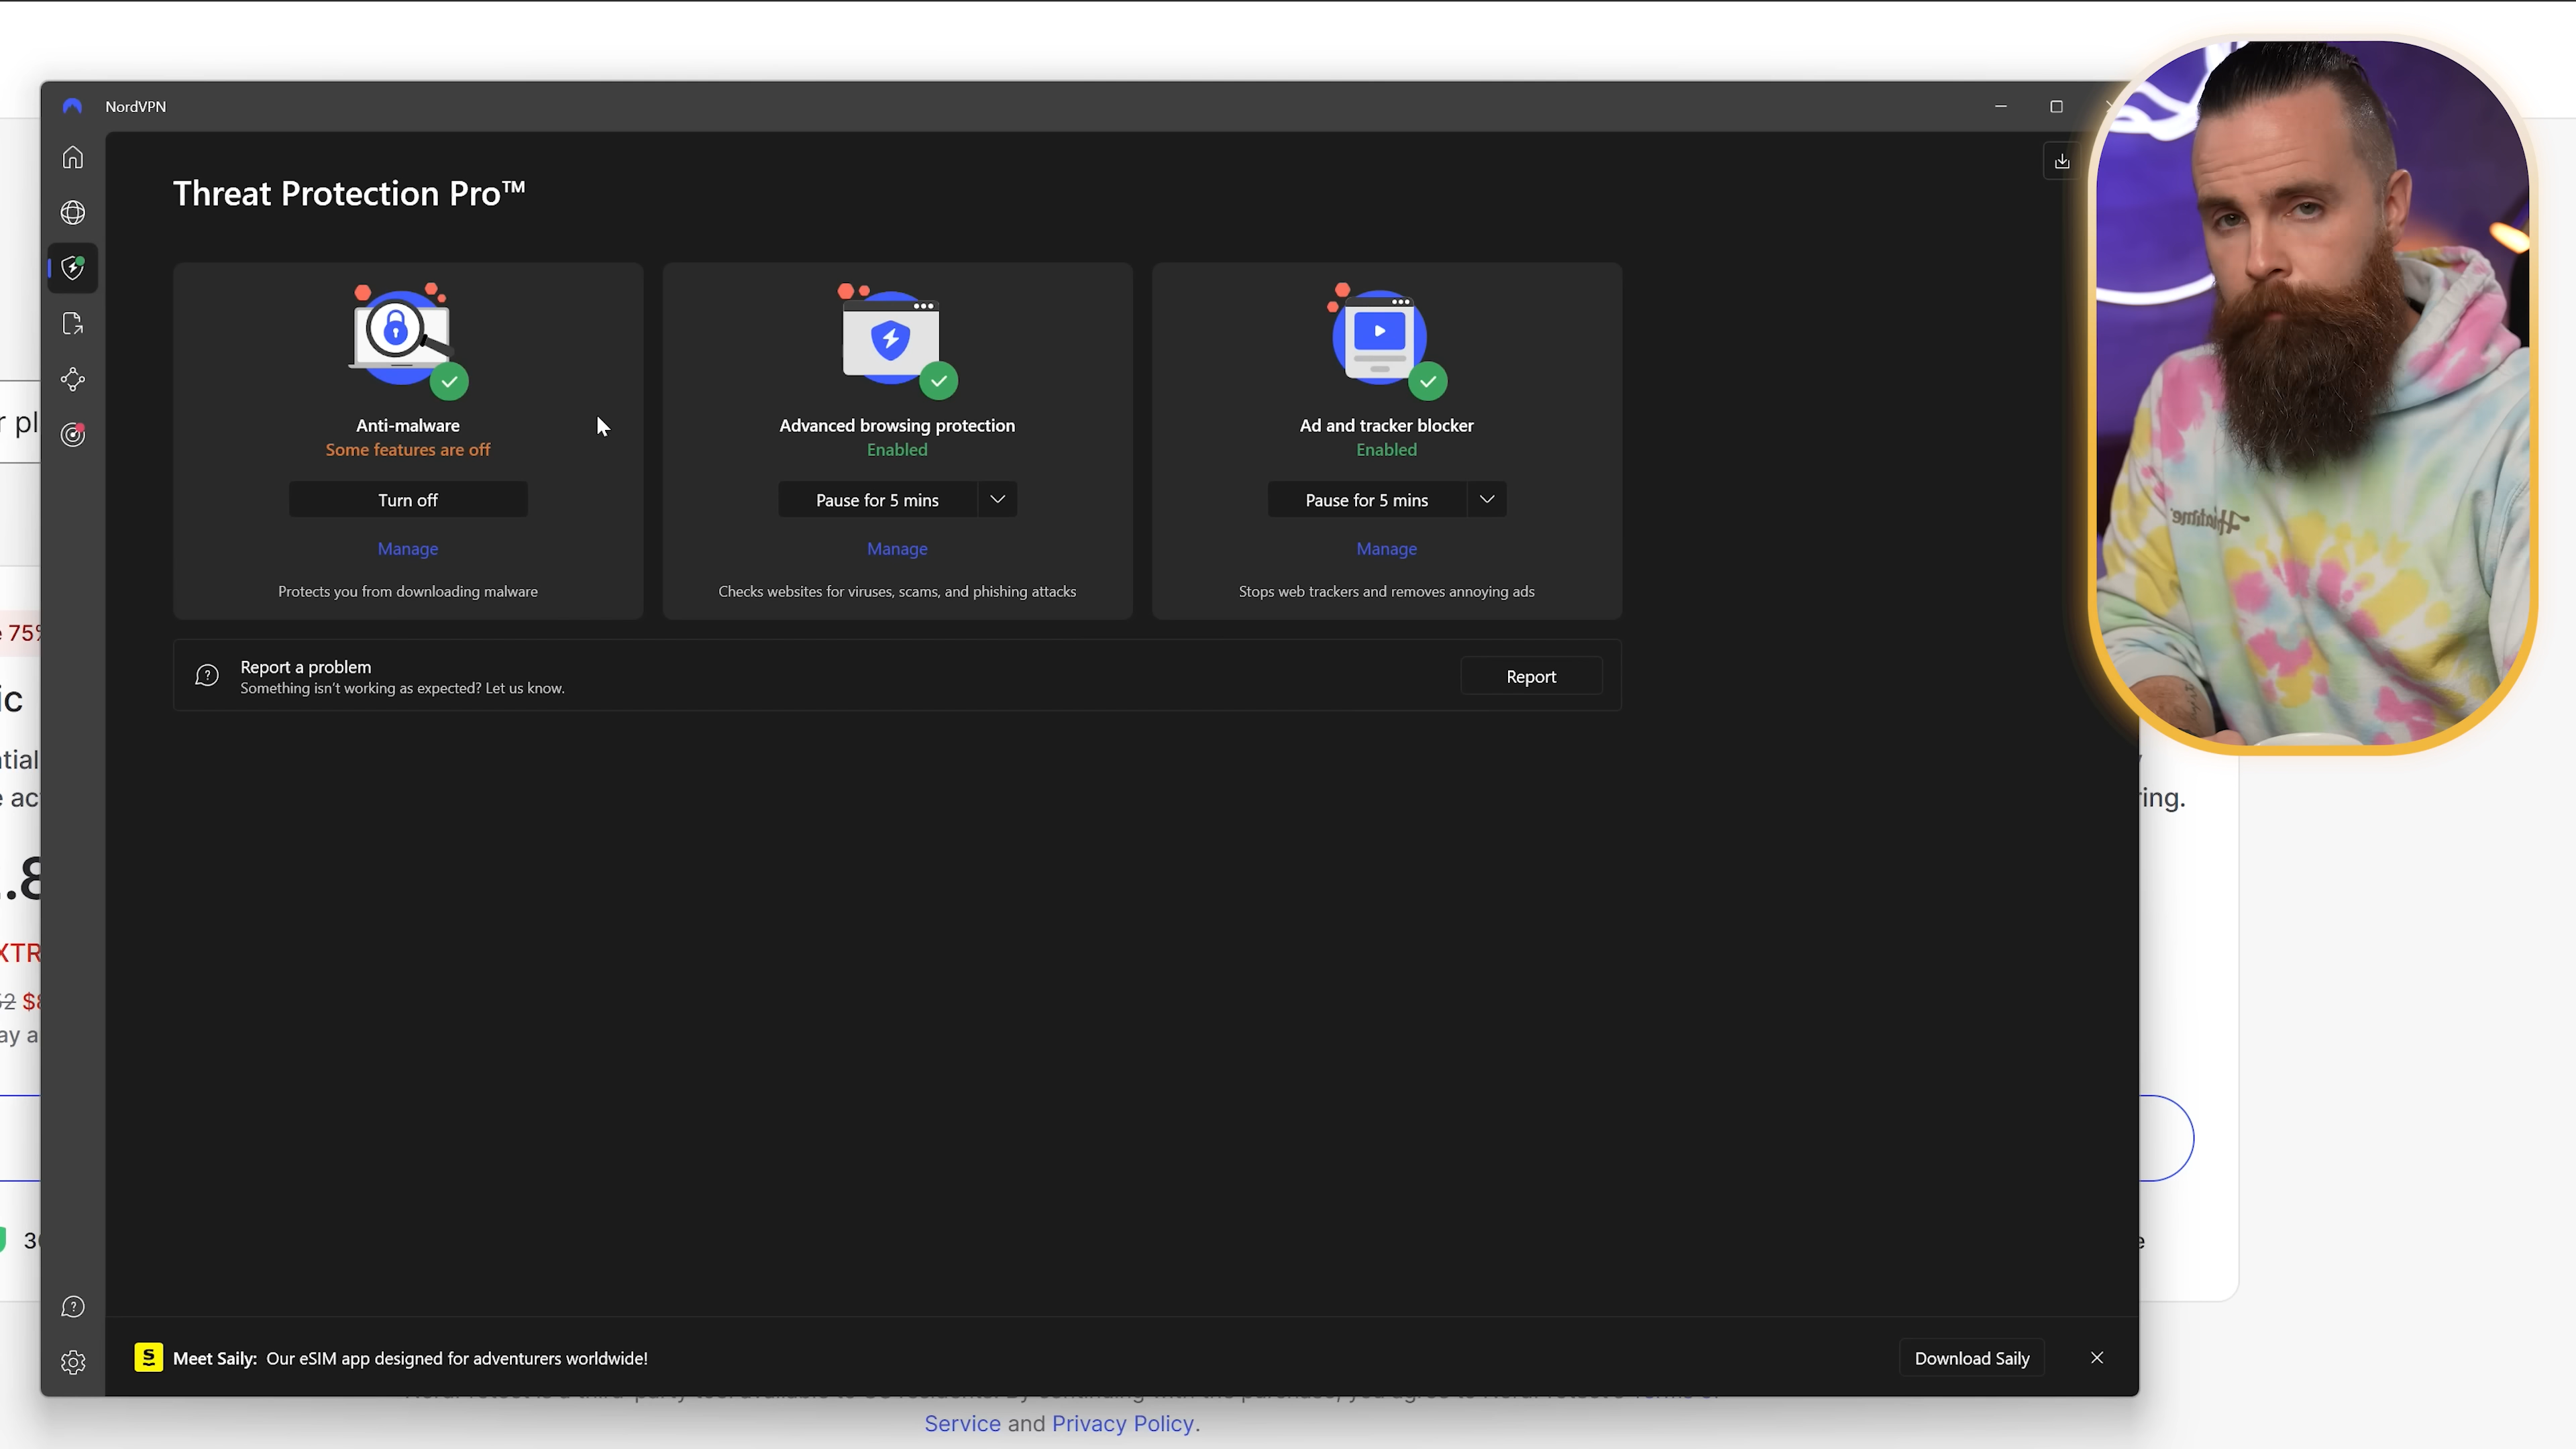 NordVPN
Threat Protection Pro™
Anti-malware
Some features are off
Turn off
Manage
Protects you from downloading malware
Advanced browsing protection
Enabled
Pause for 5 mins
Manage
Checks websites for viruses, scams, and phishing attacks
Ad and tracker blocker
Enabled
Pause for 5 mins
Manage
Stops web trackers and removes annoying ads
Report a problem
Something isn't working as expected? Let us know.
Report
Meet Saily: Our eSIM app designed for adventurers worldwide!
Download Saily
Service and Privacy Policy.